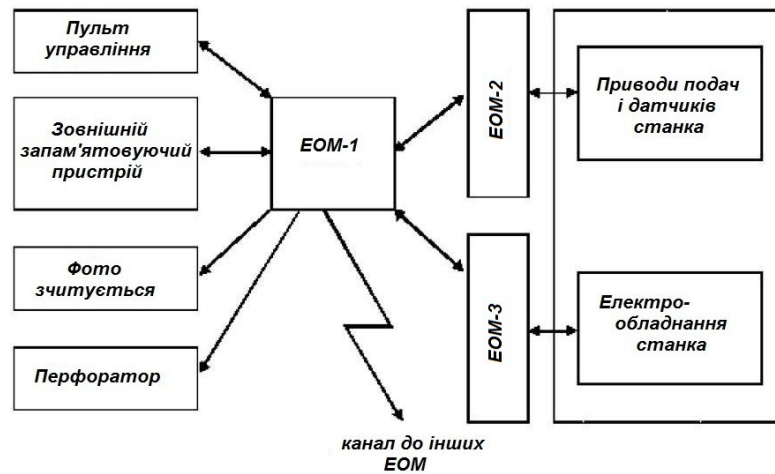 Пульт
управління
Зовнішній
запам'ятовуючий
пристрій
Фото
зчитується
Перфоратор
ЕОМ-1
канал до інших
ЕОМ
ЕОМ-2
ЕОМ-3
Приводи подач
і датчиків
станка
Електро-
обладнання
станка